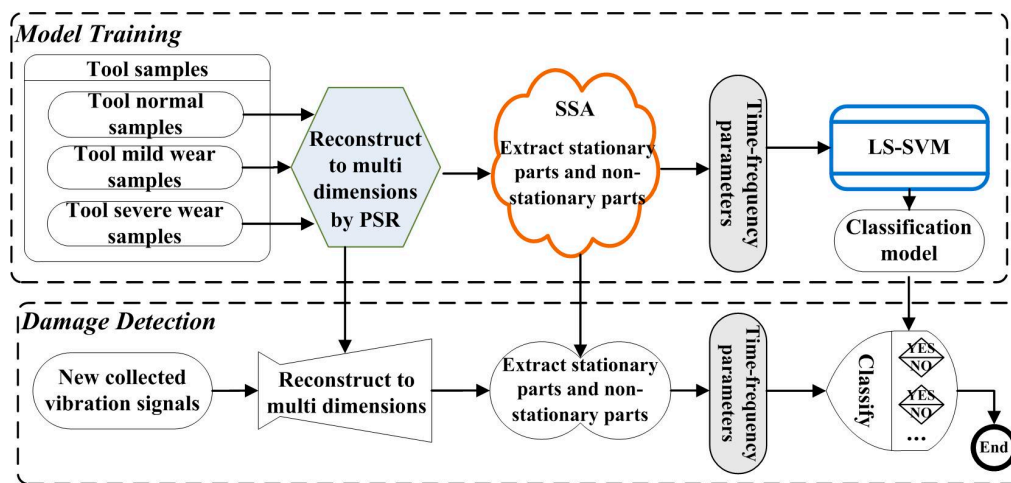 Model Training
Tool samples
Tool normal
samples
Tool mild wear
samples
Tool severe wear
samples
Reconstruct
to multi
dimensions
by PSR
SSA
Extract stationary
parts and non-
stationary parts
Time-frequency
parameters
LS-SVM
Classification
model
Damage Detection
New collected
vibration signals
Reconstruct to
multi dimensions
Extract stationary
parts and non-
stationary parts
Time-frequency
parameters
Classify
YES
NO
YES
NO
...
End